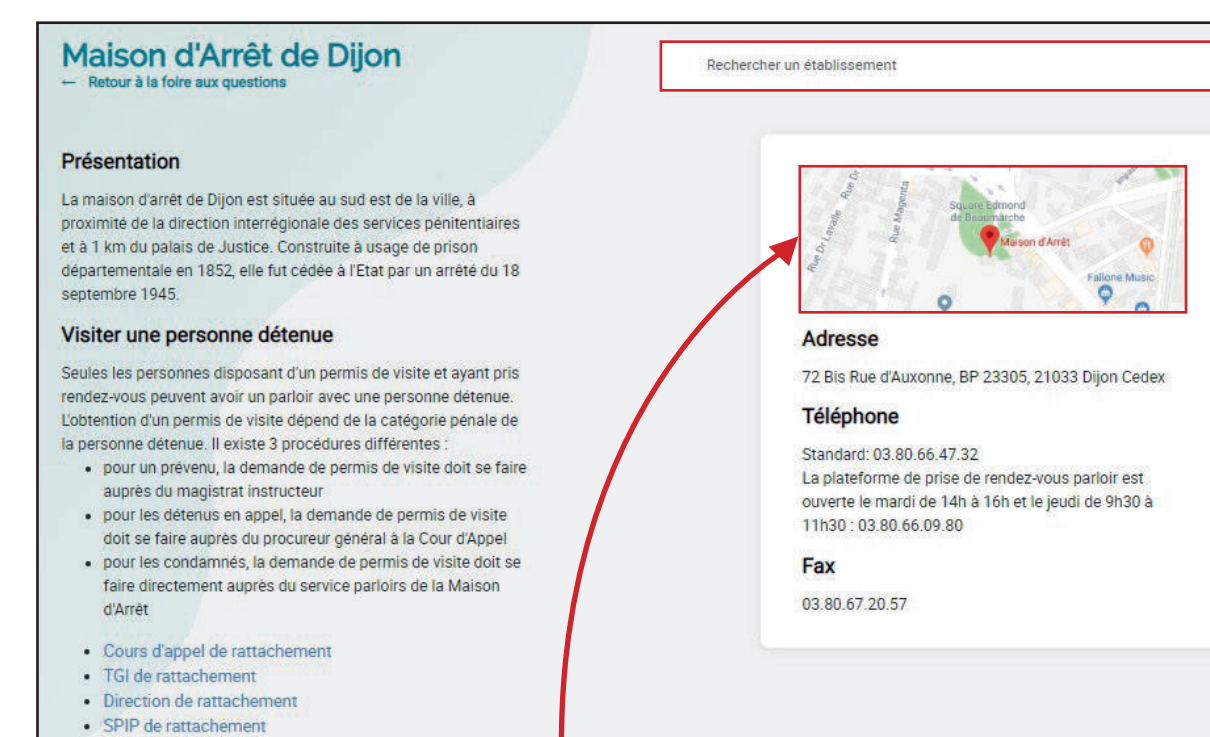 Maison d'Arrêt de Dijon
← Retour à la foire aux questions
Rechercher un établissement
Présentation
La maison d'arrêt de Dijon est située au sud est de la ville, à
proximité de la direction interrégionale des services pénitentiaires
et à 1 km du palais de Justice. Construite à usage de prison
départementale en 1852, elle fut cédée à l'Etat par un arrêté du 18
septembre 1945.
Visiter une personne détenue
Seules les personnes disposant d'un permis de visite et ayant pris
rendez-vous peuvent avoir un parloir avec une personne détenue.
L'obtention d'un permis de visite dépend de la catégorie pénale de
la personne détenue. Il existe 3 procédures différentes :
• pour un prévenu, la demande de permis de visite doit se faire
auprès du magistrat instructeur
• pour les détenus en appel, la demande de permis de visite
doit se faire auprès du procureur général à la Cour d'Appel
• pour les condamnés, la demande de permis de visite doit se
faire directement auprès du service parloirs de la Maison
d'Arrêt
• Cours d'appel de rattachement
• TGI de rattachement
• Direction de rattachement
• SPIP de rattachement
Rue Dr
Rue Dr Lavalle
Rue Magenta
Square Edmond
de Beaumarche
Maison d'Arrêt
Fallone Music
Adresse
72 Bis Rue d'Auxonne, BP 23305, 21033 Dijon Cedex
Téléphone
Standard: 03.80.66.47.32
La plateforme de prise de rendez-vous parloir est
ouverte le mardi de 14h à 16h et le jeudi de 9h30 à
11h30 : 03.80.66.09.80
Fax
03.80.67.20.57